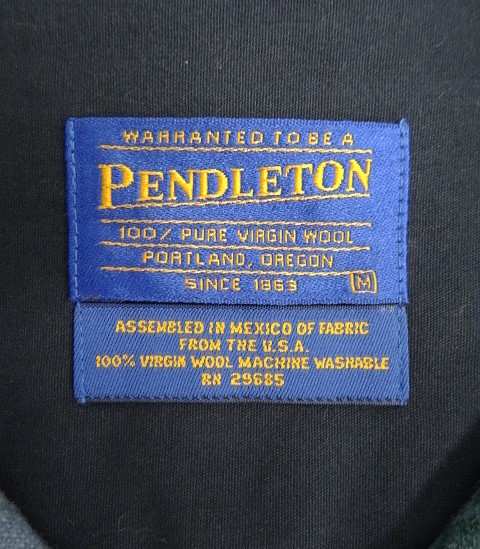 WARRANTED TO BE A
PENDLETON
100% PURE VIRGIN WOOL
PORTLAND, OREGON
SINCE 1863 M
ASSEMBLED IN MEXICO OF FABRIC
FROM THE U.S.A.
100% VIRGIN WOOL MACHINE WASHABLE
RN 29685